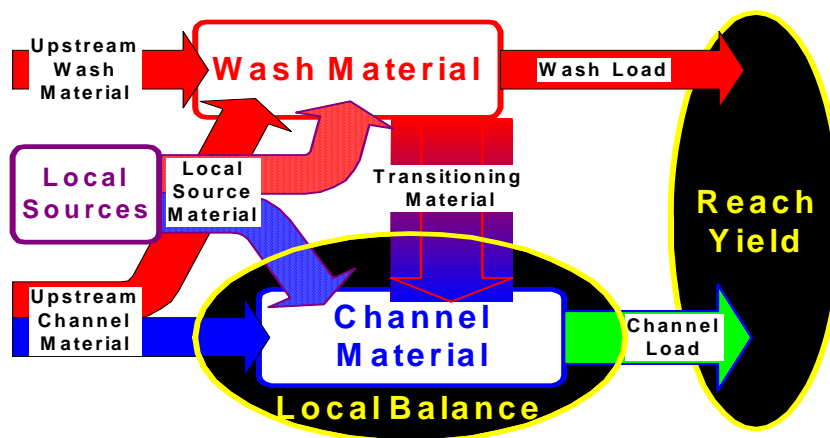 Upstream
Wash
Material
Wash Material
Wash Load
Local
Sources
Local
Source
Material
Transitioning
Material
Reach
Yield
Upstream
Channel
Material
Channel
Material
Channel
Load
Local Balance